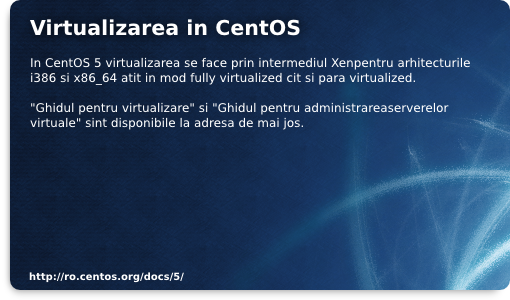 Virtualizarea in CentOS
In CentOS 5 virtualizarea se face prin intermediul Xenpentru arhitecturile
i386 si x86_64 atit in mod fully virtualized cit si para virtualized.
"Ghidul pentru virtualizare" si "Ghidul pentru administrareaserverelor
virtuale" sint disponibile la adresa de mai jos.
http://ro.centos.org/docs/5/